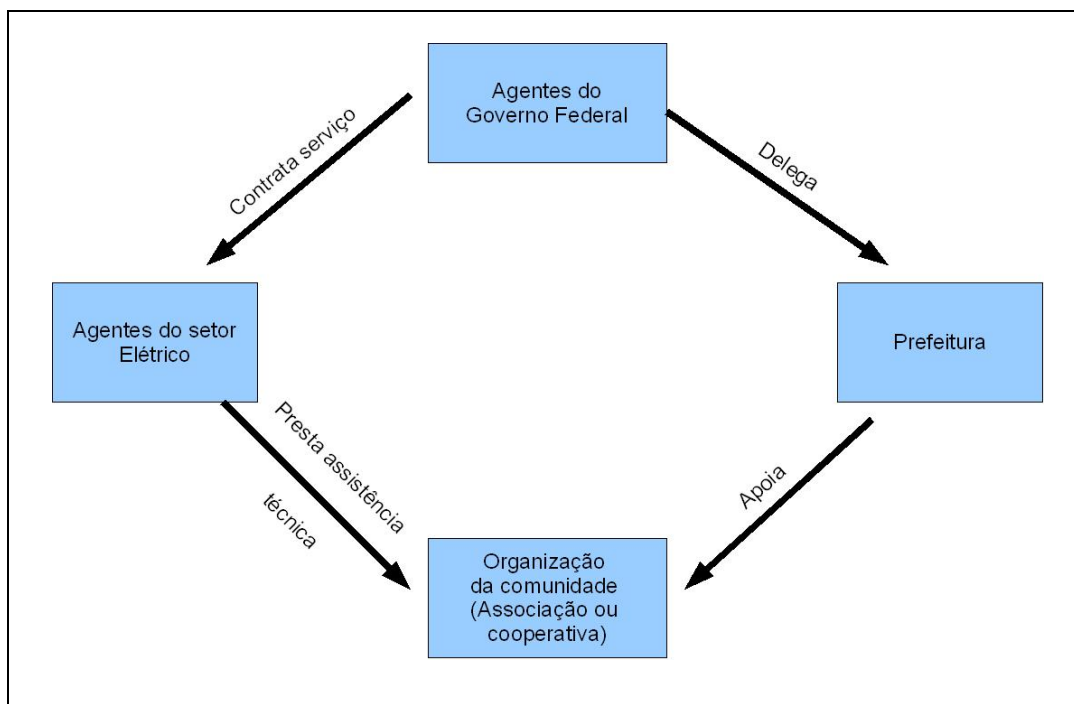 Agentes do
Governo Federal
Contrata serviço
Delega
Agentes do setor
Elétrico
Prefeitura
Presta assistência
técnica
Apoia
Organização
da comunidade
(Associação ou
cooperativa)